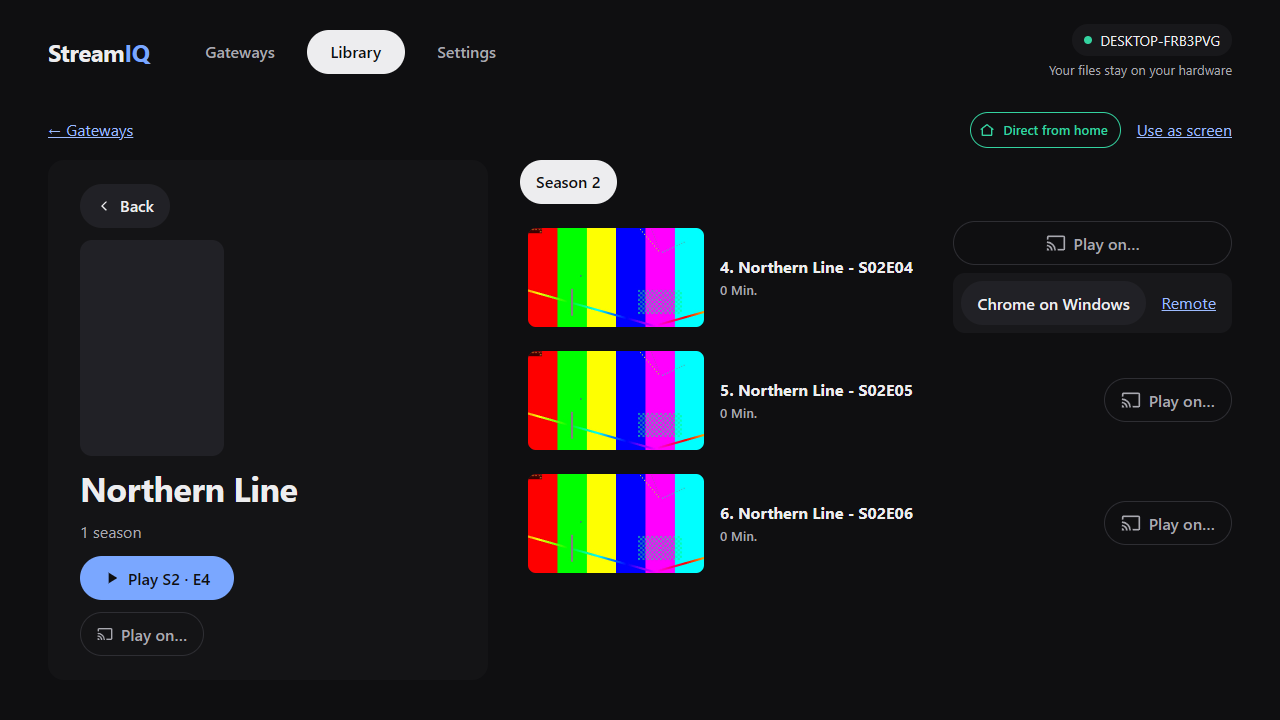 StreamIQ
Gateways
Library
Settings
DESKTOP-FRB3PVG
Your files stay on your hardware
← Gateways
Direct from home
Use as screen
Back
Northern Line
1 season
Play S2 · E4
Play on...
Season 2
4. Northern Line - S02E04
0 Min.
Play on...
Chrome on Windows
Remote
5. Northern Line - S02E05
0 Min.
Play on...
6. Northern Line - S02E06
0 Min.
Play on...